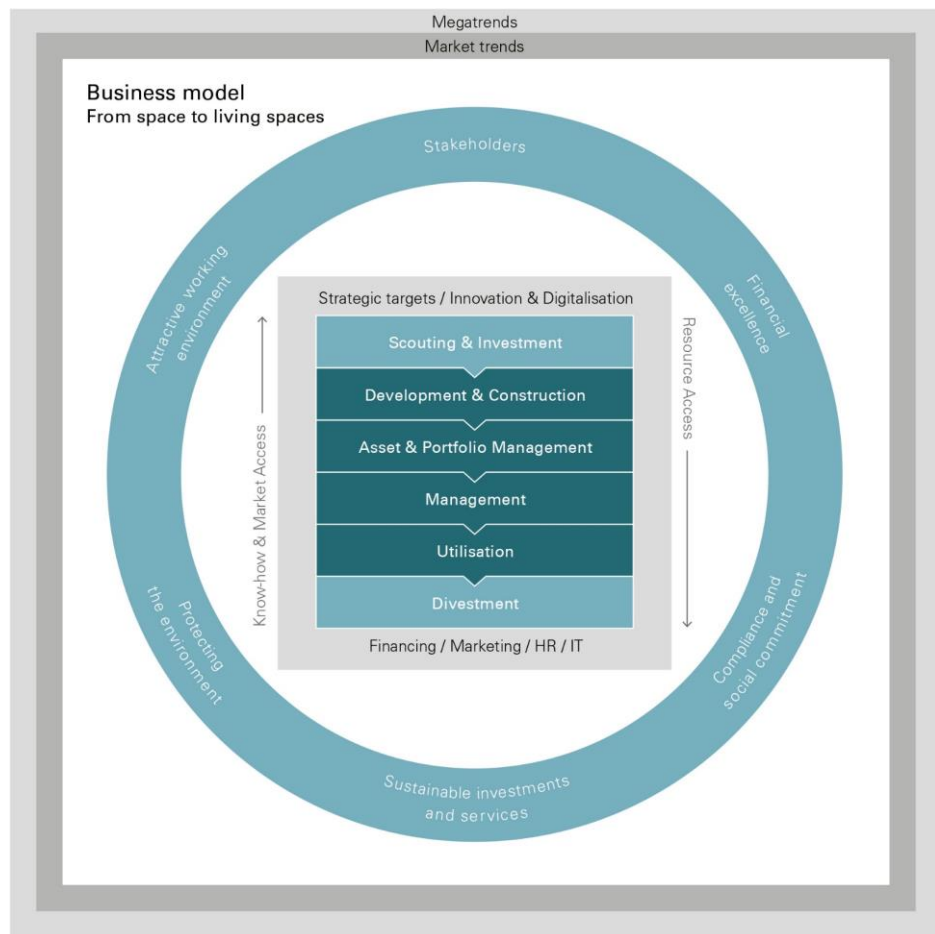 Megatrends
Market trends
Business model
From space to living spaces
Stakeholders
Attractive working
environment
Financial
excellence
Strategic targets / Innovation & Digitalisation
Scouting & Investment
Development & Construction
Asset & Portfolio Management
Management
Utilisation
Divestment
Financing / Marketing / HR / IT
Know-how & Market Access
Resource Access
Protecting
the environment
Compliance and
social commitment
Sustainable investments
and services